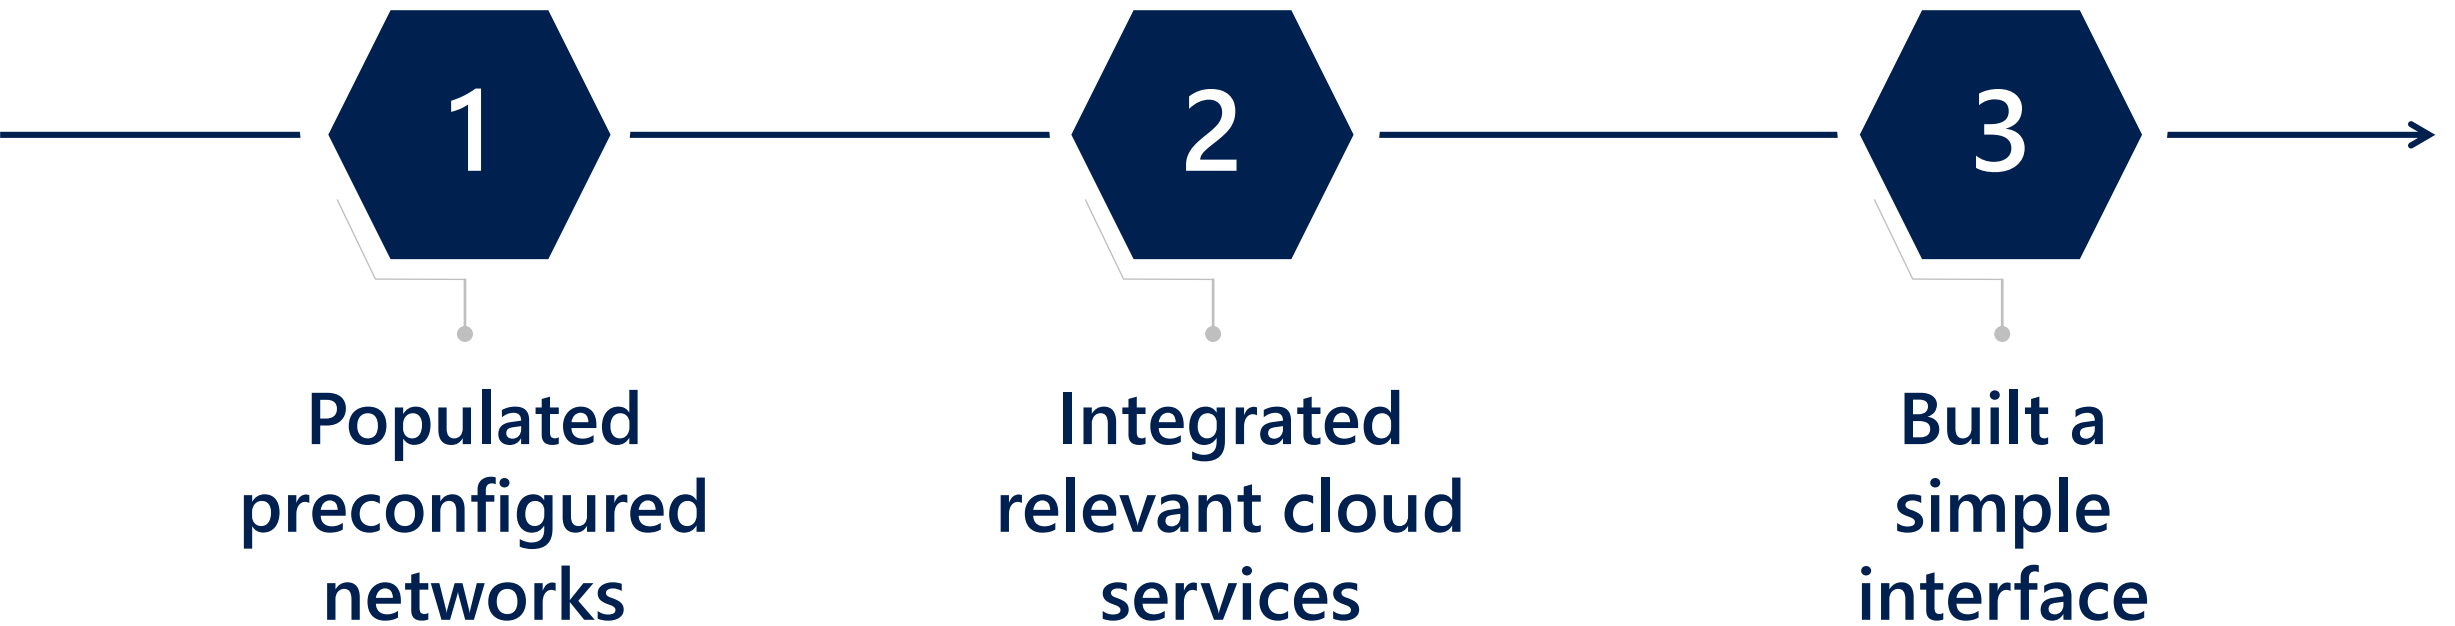 1
Populated
preconfigured
networks
2
Integrated
relevant cloud
services
3
Built a
simple
interface